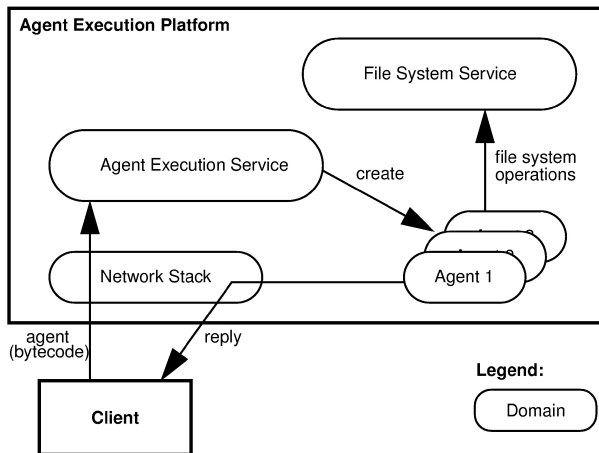 Agent Execution Platform
File System Service
Agent Execution Service
create
file system
operations
Network Stack
Agent 1
agent
(bytecode)
reply
Legend:
Client
Domain